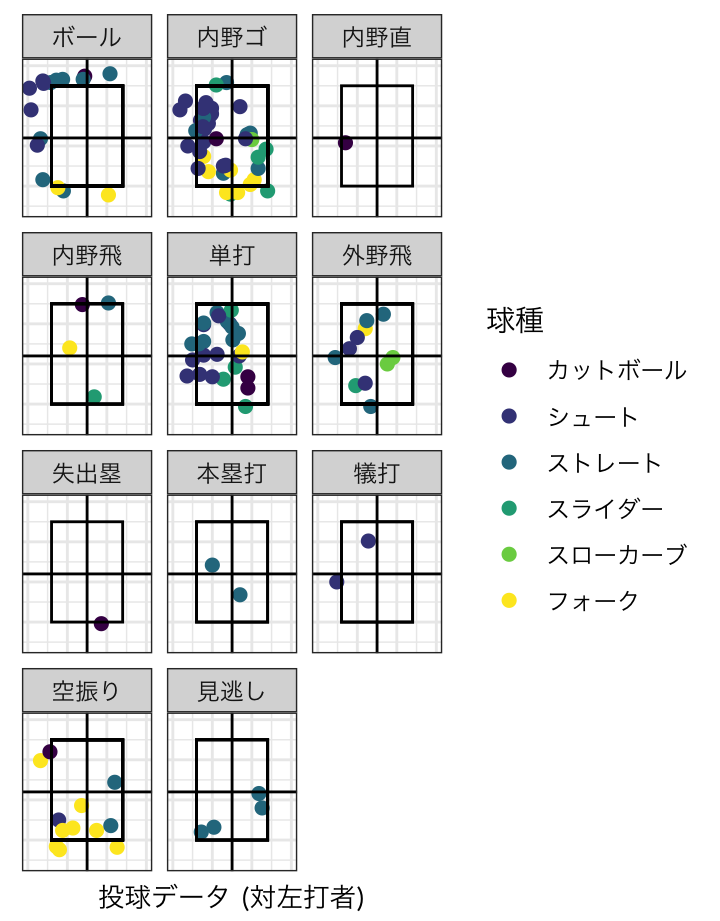 ボール
内野ゴ
内野直
内野飛
単打
外野飛
失出塁
本塁打
犠打
空振り
見逃し
球種
カットボール
シュート
ストレート
スライダー
スローカーブ
フォーク
投球データ (対左打者)